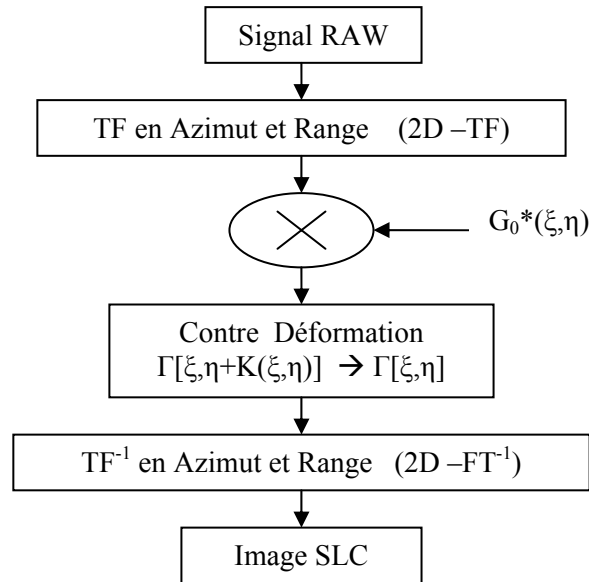 Signal RAW
TF en Azimut et Range (2D –TF)
G₀*(ξ,η)
Contre Déformation
Γ[ξ,η+K(ξ,η)] → Γ[ξ,η]
TF⁻¹ en Azimut et Range (2D –FT⁻¹)
Image SLC